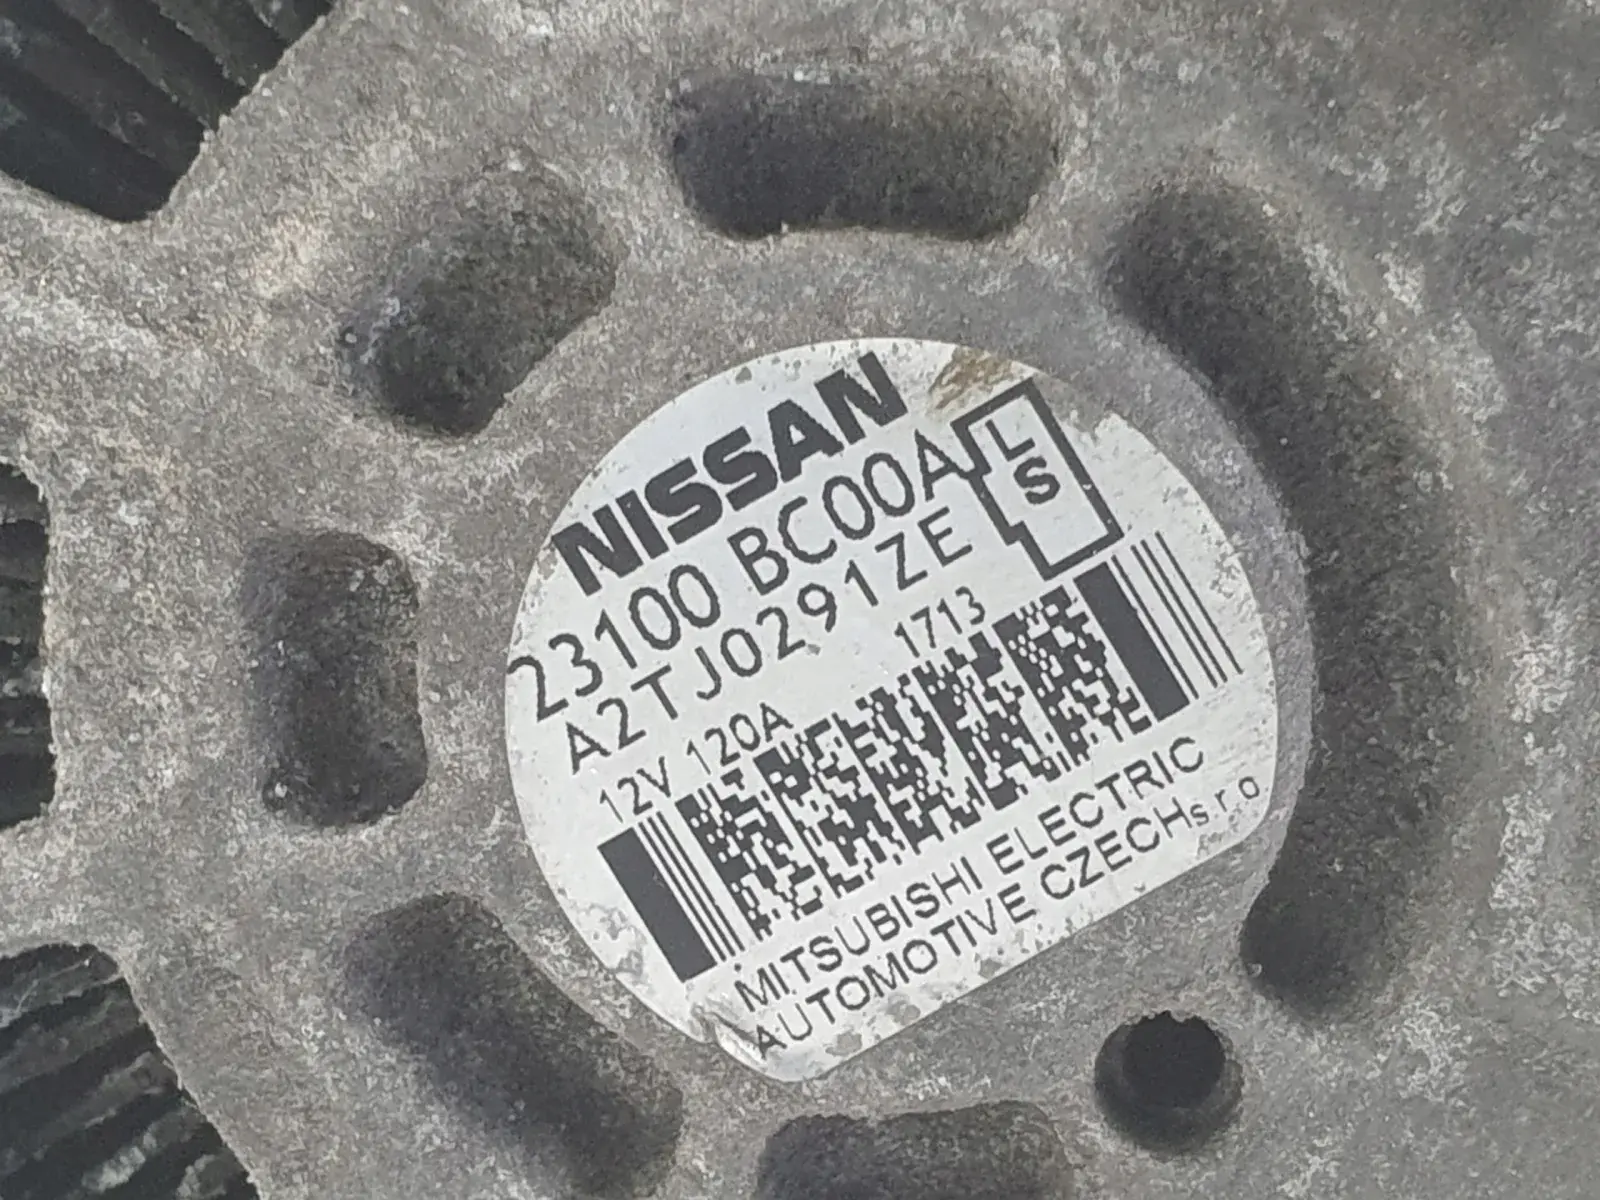 NISSAN
23100 BC00A
L
S
A2TJ0291ZE
12V 120A 1713
MITSUBISHI ELECTRIC
AUTOMOTIVE CZECH s.r.o